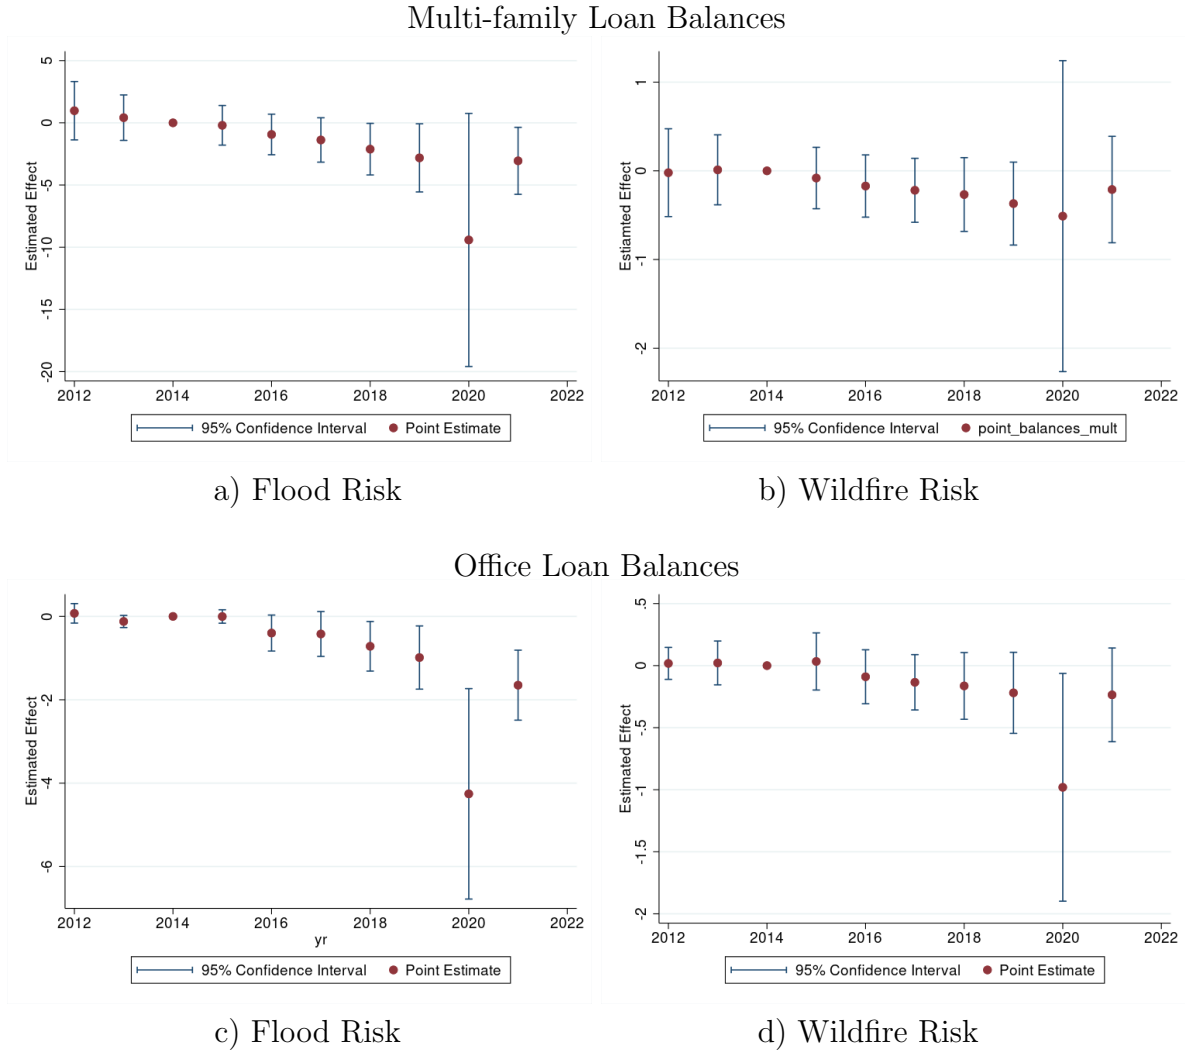 Multi-family Loan Balances
5
0
-5
-10
-15
-20
Estimated Effect
2012 2014 2016 2018 2020 2022
95% Confidence Interval Point Estimate
a) Flood Risk
1
0
-1
-2
Estiamted Effect
2012 2014 2016 2018 2020 2022
95% Confidence Interval point_balances_mult
b) Wildfire Risk
Office Loan Balances
0
-2
-4
-6
Estimated Effect
2012 2014 2016 2018 2020 2022
yr
95% Confidence Interval Point Estimate
c) Flood Risk
.5
0
-.5
-1
-1.5
-2
Estimated Effect
2012 2014 2016 2018 2020 2022
95% Confidence Interval Point Estimate
d) Wildfire Risk